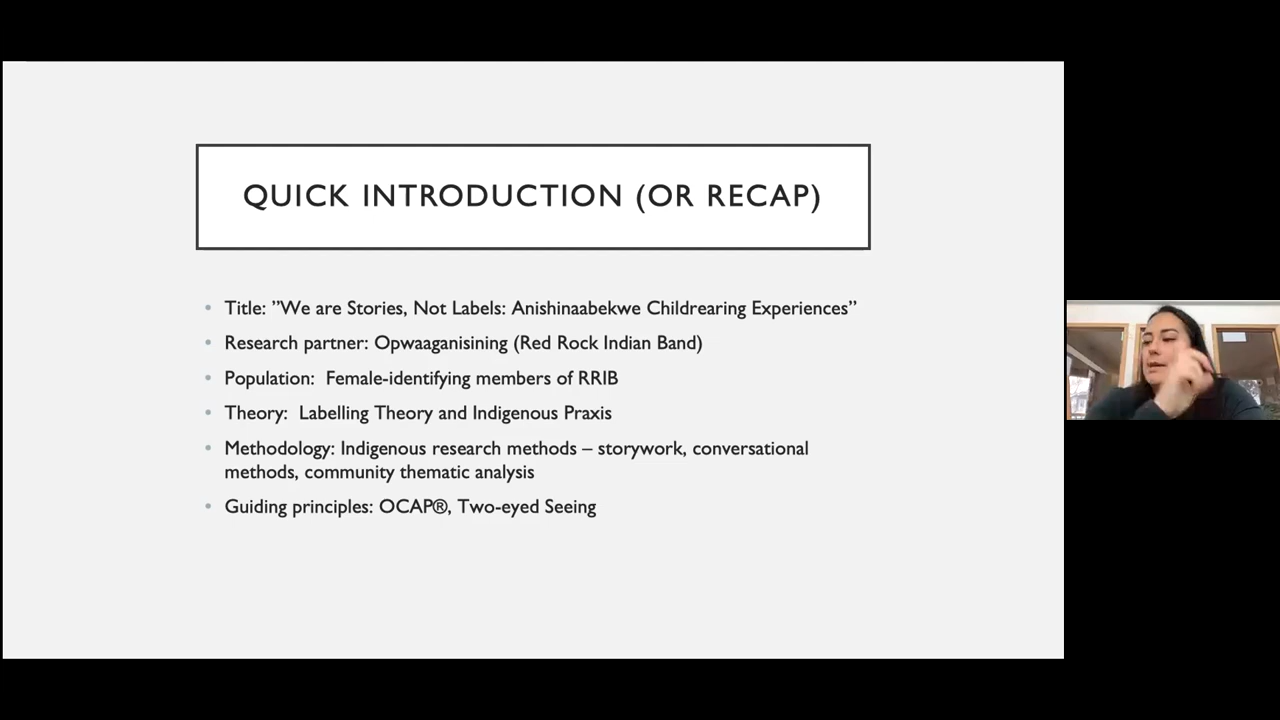 QUICK INTRODUCTION (OR RECAP)
• Title: ”We are Stories, Not Labels: Anishinaabekwe Childrearing Experiences”
• Research partner: Opwaaganisining (Red Rock Indian Band)
• Population:  Female-identifying members of RRIB
• Theory:  Labelling Theory and Indigenous Praxis
• Methodology: Indigenous research methods – storywork, conversational
methods, community thematic analysis
• Guiding principles: OCAP®, Two-eyed Seeing